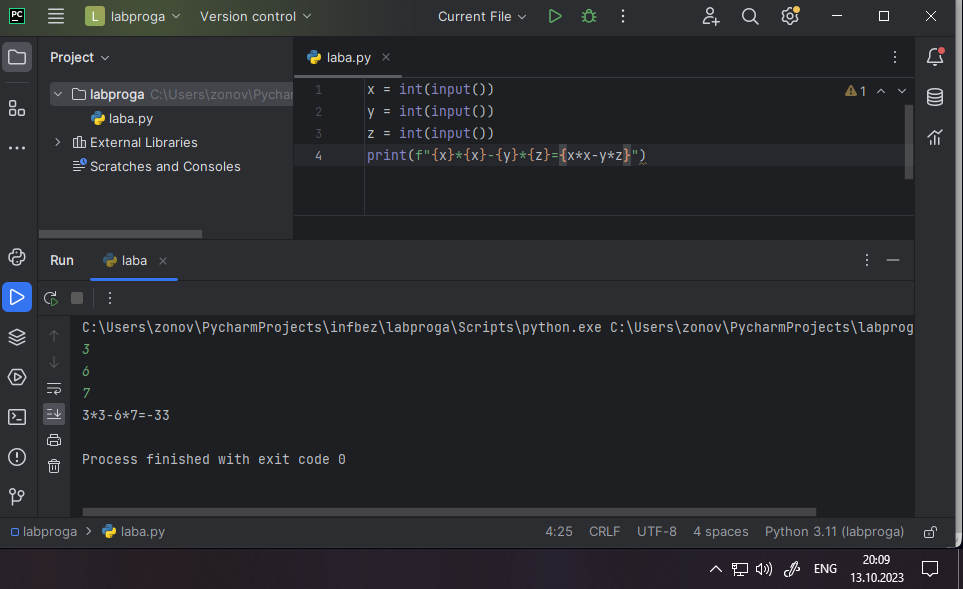 PC
L labproga Version control Current File
Project
laba.py
labproga C:\Users\zonov\Pychar
laba.py
External Libraries
Scratches and Consoles
1 x = int(input())
2 y = int(input())
3 z = int(input())
4 print(f"{x}*{x}-{y}*{z}={x*x-y*z}")
1
Run laba
C:\Users\zonov\PycharmProjects\infbez\labproga\Scripts\python.exe C:\Users\zonov\PycharmProjects\labprog
3
6
7
3*3-6*7=-33
Process finished with exit code 0
labproga > laba.py 4:25 CRLF UTF-8 4 spaces Python 3.11 (labproga)
ENG
20:09
13.10.2023